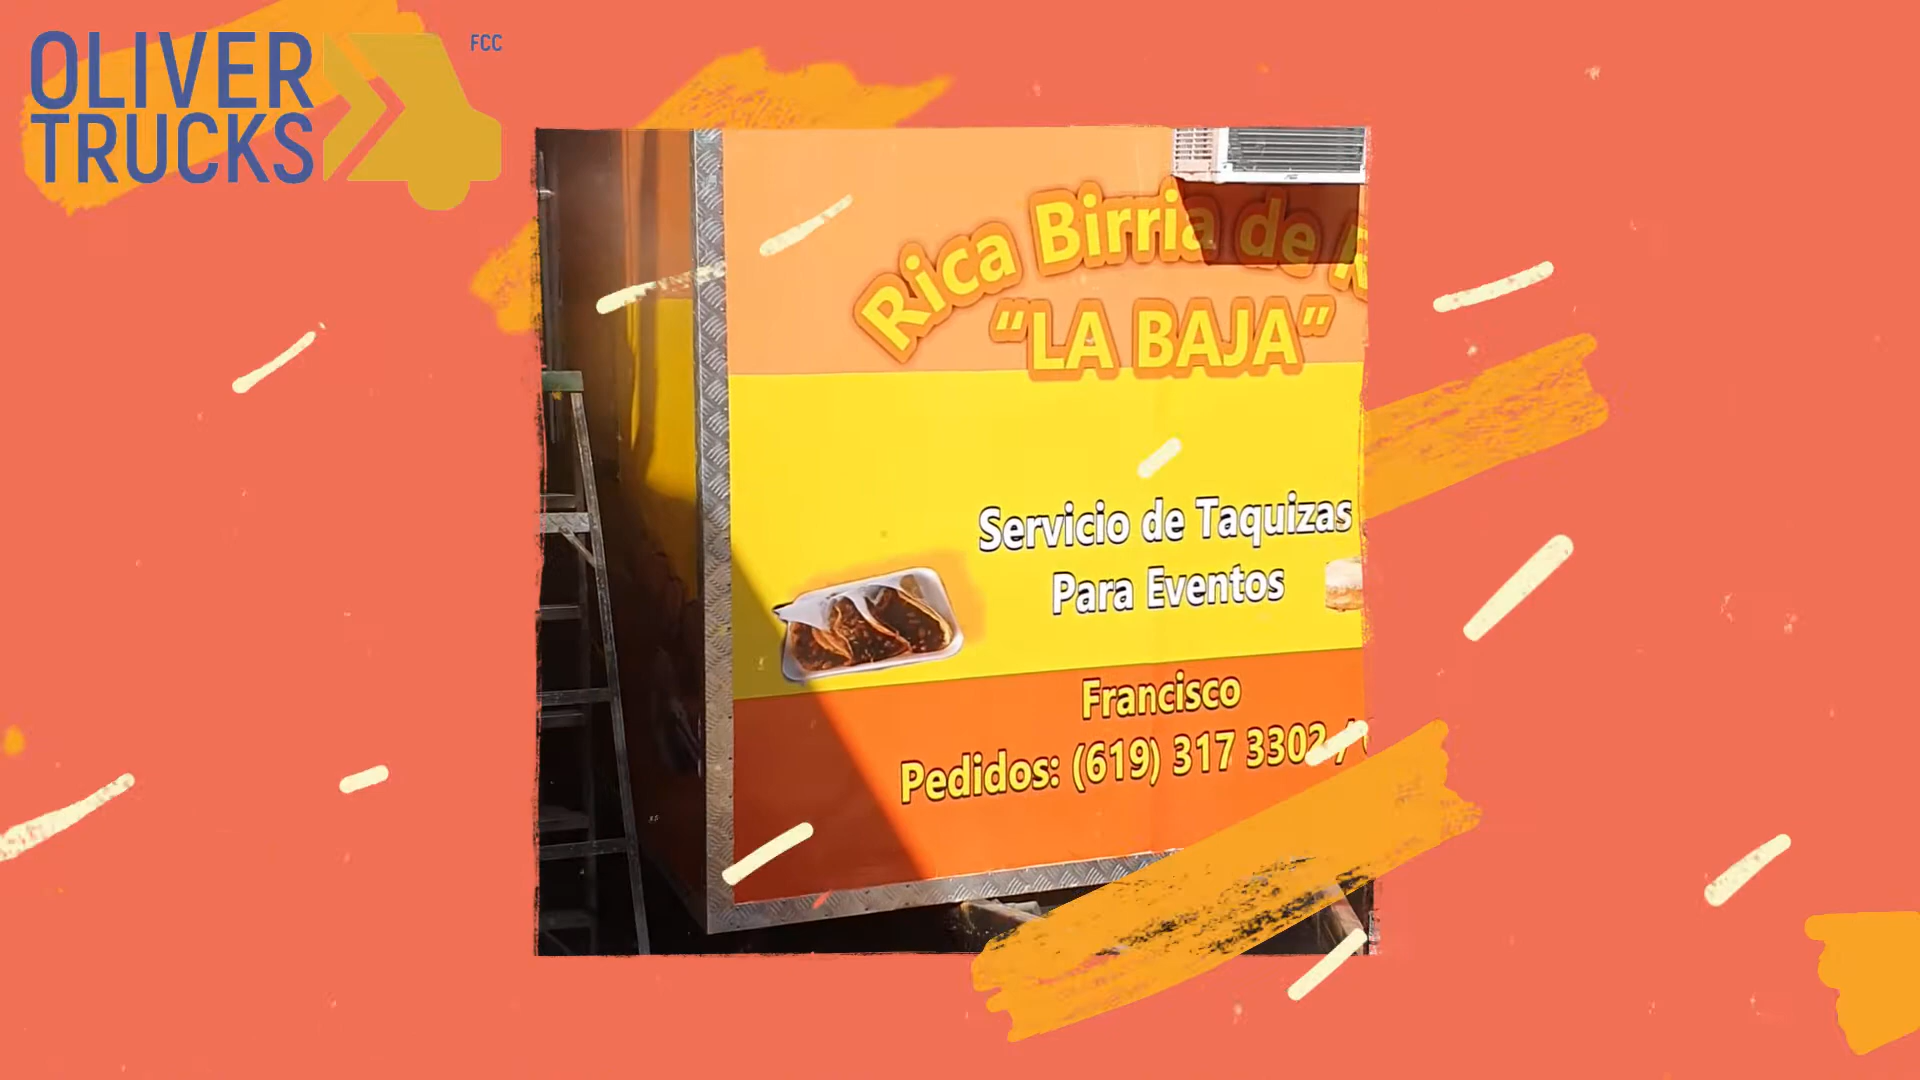 OLIVER
TRUCKS
FCC
Rica Birria de
"LA BAJA"
Servicio de Taquizas
Para Eventos
Francisco
Pedidos: (619) 317 3302 /